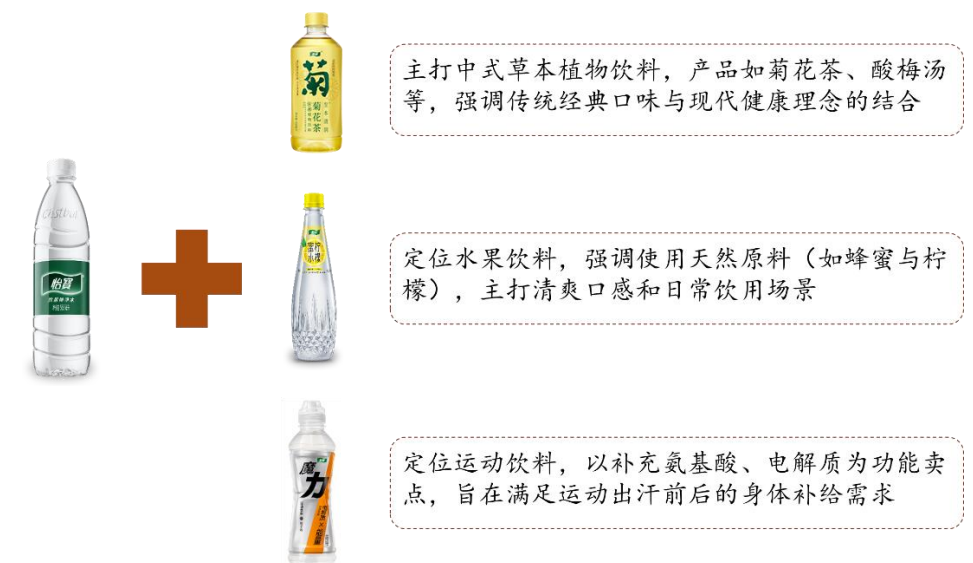 菊
菊花茶
主打中式草本植物饮料，产品如菊花茶、酸梅汤
等，强调传统经典口味与现代健康理念的结合
C'estbon
怡寶
定位水果饮料，强调使用天然原料（如蜂蜜与柠
檬），主打清爽口感和日常饮用场景
魔力
定位运动饮料，以补充氨基酸、电解质为功能卖
点，旨在满足运动出汗前后的身体补给需求